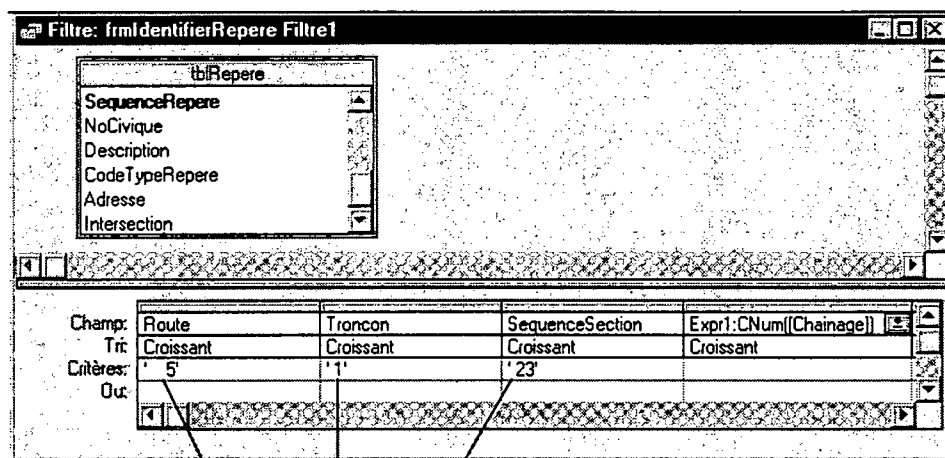 Filtre: frmIdentifierRepere Filtre1
tblRepere
SequenceRepere
NoCivique
Description
CodeTypeRepere
Adresse
Intersection
Champ: Route Troncon SequenceSection Expr1:CNum([Chainage])
Tri: Croissant Croissant Croissant Croissant
Critères: '   5' ' 1' ' 23'
Ou: